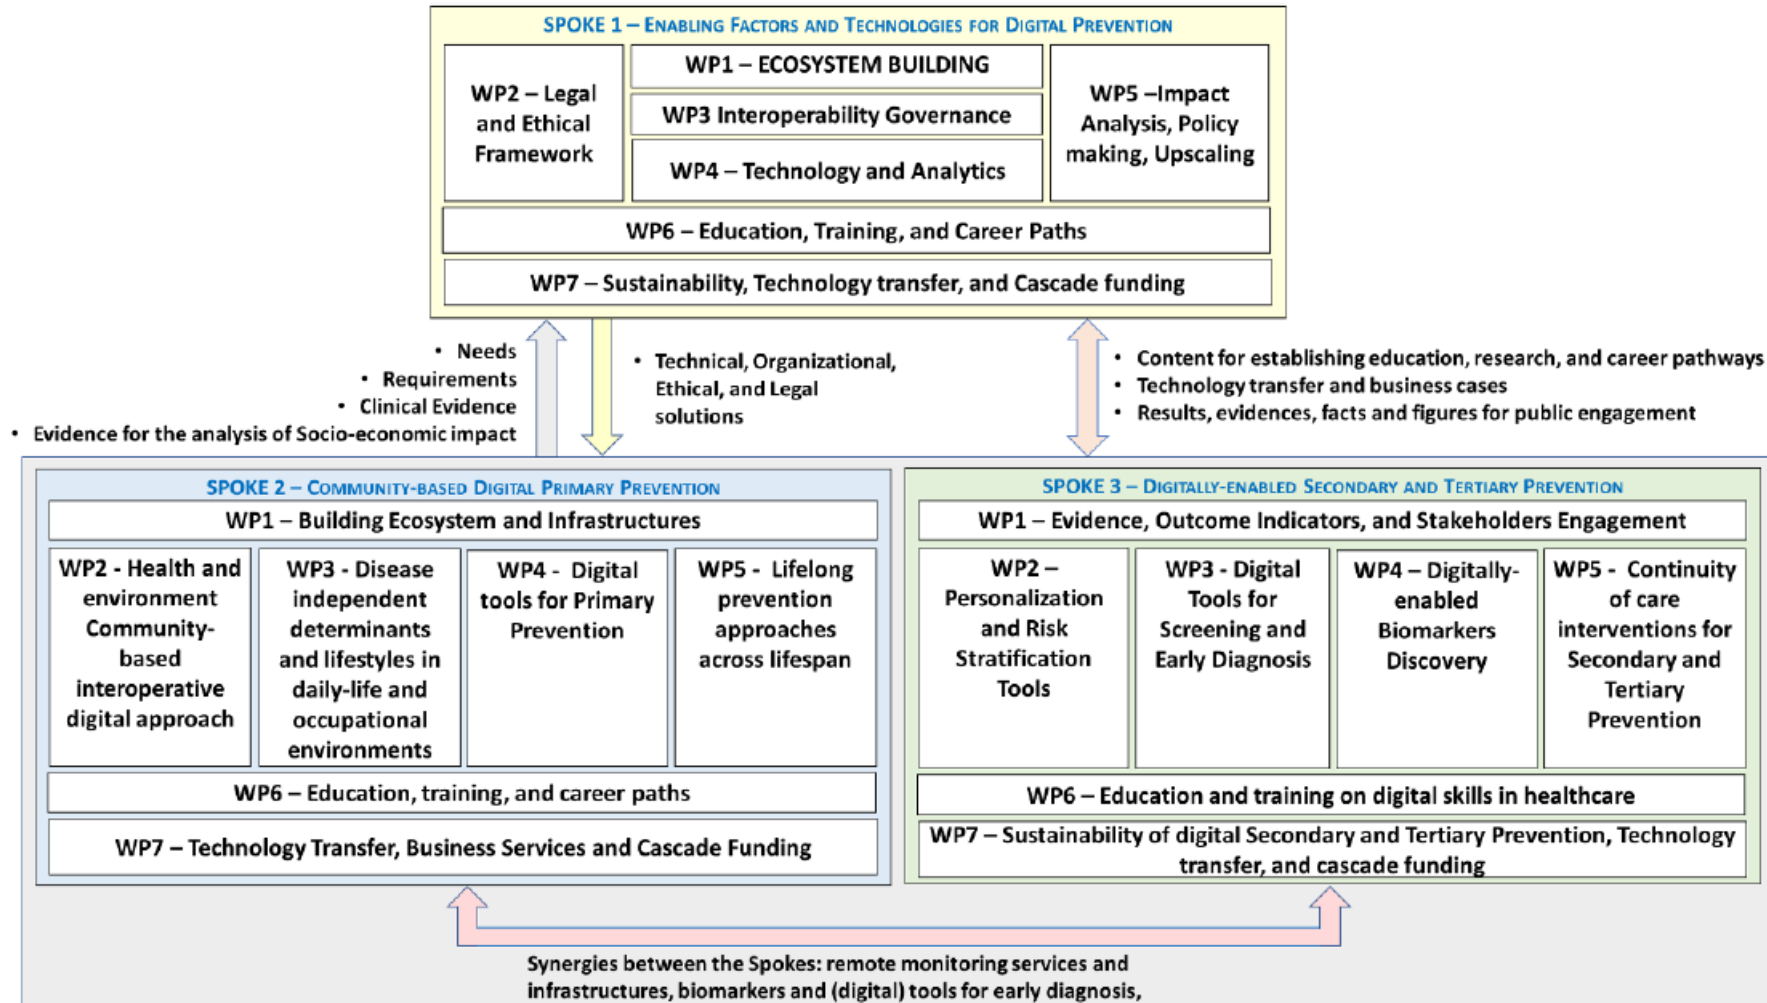 SPOKE 1 – ENABLING FACTORS AND TECHNOLOGIES FOR DIGITAL PREVENTION
WP2 – Legal
and Ethical
Framework
WP1 – ECOSYSTEM BUILDING
WP3 Interoperability Governance
WP4 – Technology and Analytics
WP5 –Impact
Analysis, Policy
making, Upscaling
WP6 – Education, Training, and Career Paths
WP7 – Sustainability, Technology transfer, and Cascade funding
• Needs
• Requirements
• Clinical Evidence
• Evidence for the analysis of Socio-economic impact
• Technical, Organizational,
Ethical, and Legal
solutions
• Content for establishing education, research, and career pathways
• Technology transfer and business cases
• Results, evidences, facts and figures for public engagement
SPOKE 2 – COMMUNITY-BASED DIGITAL PRIMARY PREVENTION
WP1 – Building Ecosystem and Infrastructures
WP2 - Health and
environment
Community-
based
interoperative
digital approach
WP3 - Disease
independent
determinants
and lifestyles in
daily-life and
occupational
environments
WP4 - Digital
tools for Primary
Prevention
WP5 - Lifelong
prevention
approaches
across lifespan
WP6 – Education, training, and career paths
WP7 – Technology Transfer, Business Services and Cascade Funding
SPOKE 3 – DIGITALLY-ENABLED SECONDARY AND TERTIARY PREVENTION
WP1 – Evidence, Outcome Indicators, and Stakeholders Engagement
WP2 –
Personalization
and Risk
Stratification
Tools
WP3 - Digital
Tools for
Screening and
Early Diagnosis
WP4 – Digitally-
enabled
Biomarkers
Discovery
WP5 - Continuity
of care
interventions for
Secondary and
Tertiary
Prevention
WP6 – Education and training on digital skills in healthcare
WP7 – Sustainability of digital Secondary and Tertiary Prevention, Technology
transfer, and cascade funding
Synergies between the Spokes: remote monitoring services and
infrastructures, biomarkers and (digital) tools for early diagnosis,